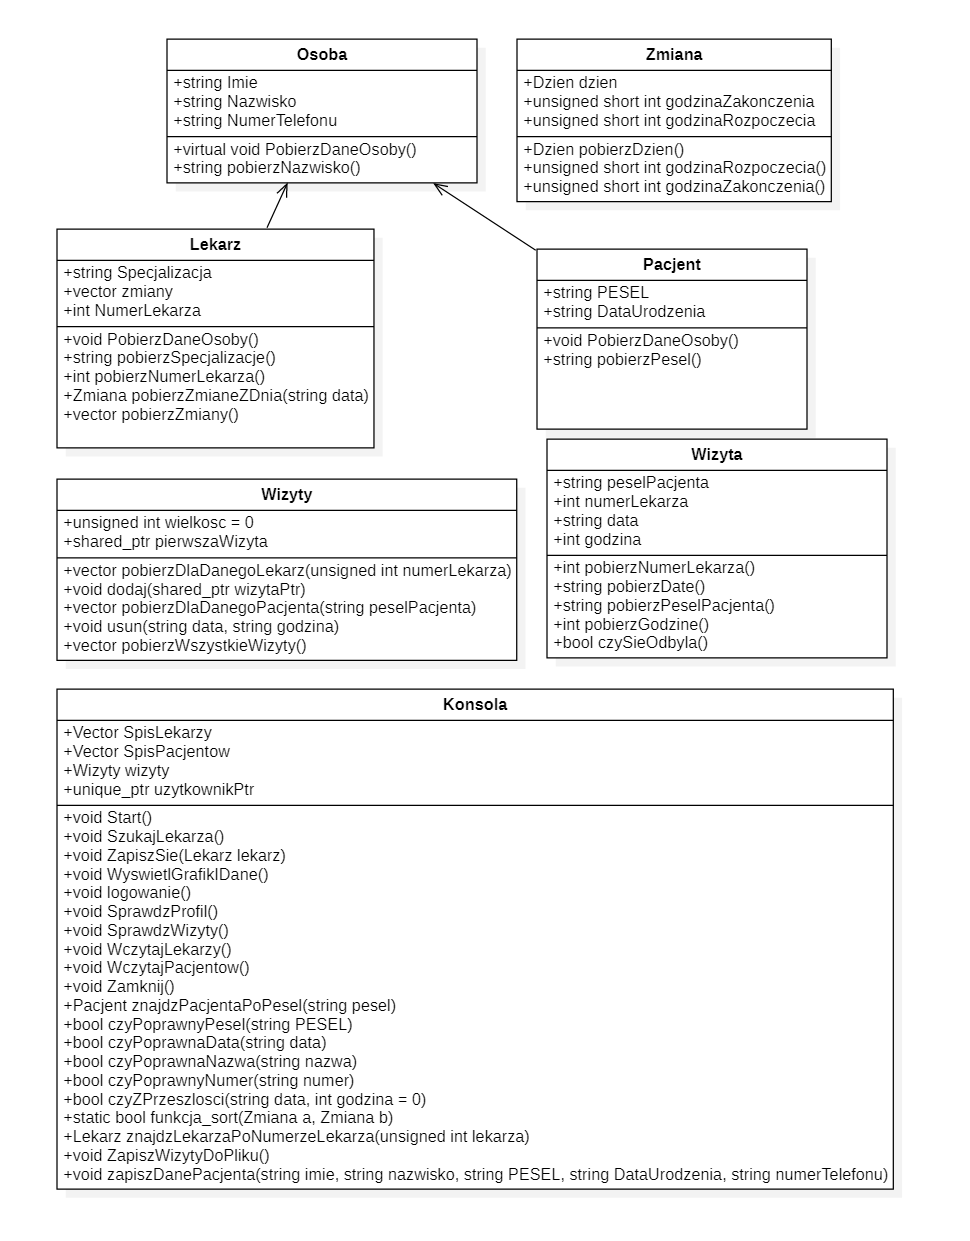 Osoba
+string Imie
+string Nazwisko
+string NumerTelefonu
+virtual void PobierzDaneOsoby()
+string pobierzNazwisko()
Zmiana
+Dzien dzien
+unsigned short int godzinaZakonczenia
+unsigned short int godzinaRozpoczecia
+Dzien pobierzDzien()
+unsigned short int godzinaRozpoczecia()
+unsigned short int godzinaZakonczenia()
Lekarz
+string Specjalizacja
+vector zmiany
+int NumerLekarza
+void PobierzDaneOsoby()
+string pobierzSpecjalizacje()
+int pobierzNumerLekarza()
+Zmiana pobierzZmianeZDnia(string data)
+vector pobierzZmiany()
Pacjent
+string PESEL
+string DataUrodzenia
+void PobierzDaneOsoby()
+string pobierzPesel()
Wizyta
+string peselPacjenta
+int numerLekarza
+string data
+int godzina
+int pobierzNumerLekarza()
+string pobierzDate()
+string pobierzPeselPacjenta()
+int pobierzGodzine()
+bool czySieOdbyla()
Wizyty
+unsigned int wielkosc = 0
+shared_ptr pierwszaWizyta
+vector pobierzDlaDanegoLekarz(unsigned int numerLekarza)
+void dodaj(shared_ptr wizytaPtr)
+vector pobierzDlaDanegoPacjenta(string peselPacjenta)
+void usun(string data, string godzina)
+vector pobierzWszystkieWizyty()
Konsola
+Vector SpisLekarzy
+Vector SpisPacjentow
+Wizyty wizyty
+unique_ptr uzytkownikPtr
+void Start()
+void SzukajLekarza()
+void ZapiszSie(Lekarz lekarz)
+void WyswietlGrafikIDane()
+void logowanie()
+void SprawdzProfil()
+void SprawdzWizyty()
+void WczytajLekarzy()
+void WczytajPacjentow()
+void Zamknij()
+Pacjent znajdzPacjentaPoPesel(string pesel)
+bool czyPoprawnyPesel(string PESEL)
+bool czyPoprawnaData(string data)
+bool czyPoprawnaNazwa(string nazwa)
+bool czyPoprawnyNumer(string numer)
+bool czyZPrzeszlosci(string data, int godzina = 0)
+static bool funkcja_sort(Zmiana a, Zmiana b)
+Lekarz znajdzLekarzaPoNumerzeLekarza(unsigned int lekarza)
+void ZapiszWizytyDoPliku()
+void zapiszDanePacjenta(string imie, string nazwisko, string PESEL, string DataUrodzenia, string numerTelefonu)